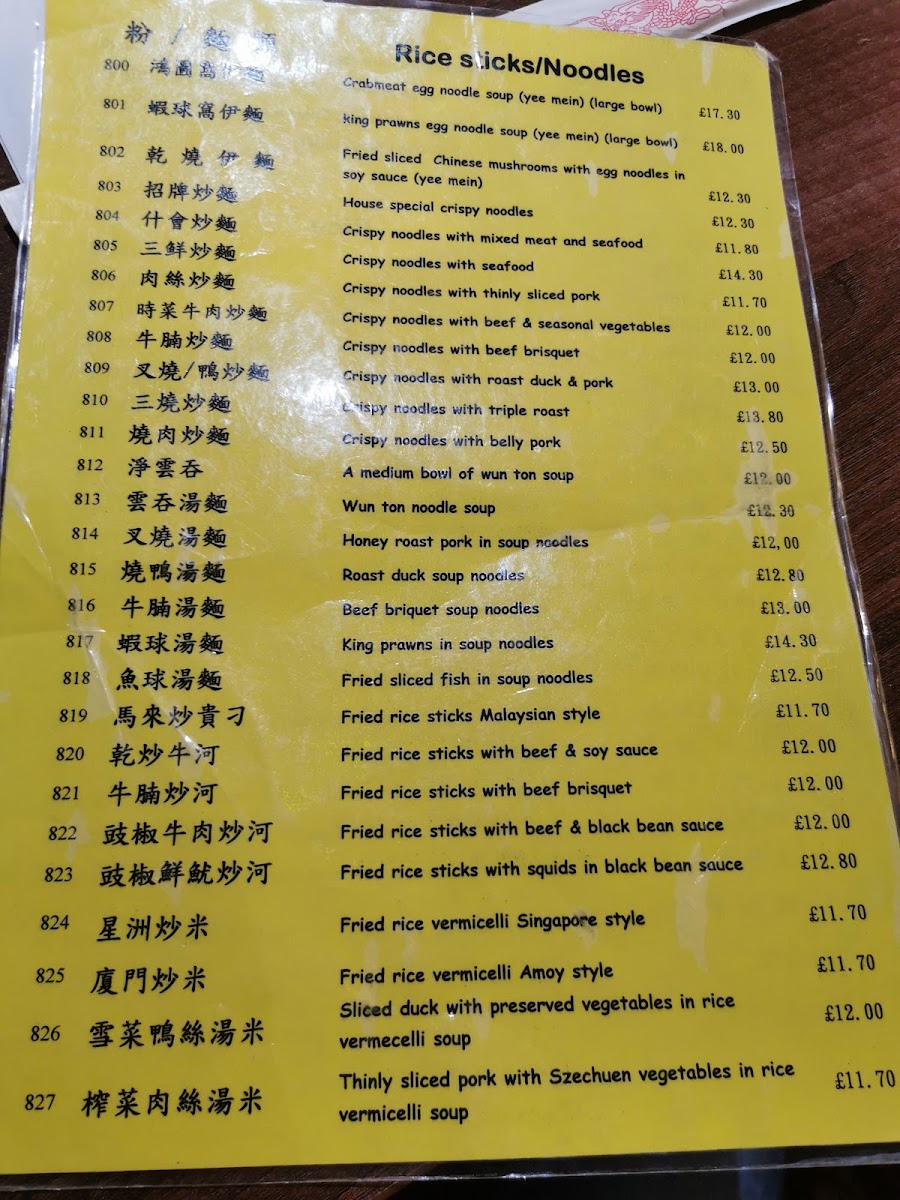 粉 / 麵 類 Rice sticks/Noodles
800 鴻圖窩伊麵 Crabmeat egg noodle soup (yee mein) (large bowl) £17.30
801 蝦球窩伊麵 king prawns egg noodle soup (yee mein) (large bowl) £18.00
802 乾 燒 伊 麵 Fried sliced Chinese mushrooms with egg noodles in
soy sauce (yee mein) £12.30
803 招牌炒麵 House special crispy noodles £12.30
804 什會炒麵 Crispy noodles with mixed meat and seafood £11.80
805 三鲜炒麵 Crispy noodles with seafood £14.30
806 肉絲炒麵 Crispy noodles with thinly sliced pork £11.70
807 時菜牛肉炒麵 Crispy noodles with beef & seasonal vegetables £12.00
808 牛腩炒麵 Crispy noodles with beef brisquet £12.00
809 叉燒/鴨炒麵 Crispy noodles with roast duck & pork £13.00
810 三燒炒麵 Crispy noodles with triple roast £13.80
811 燒肉炒麵 Crispy noodles with belly pork £12.50
812 淨雲吞 A medium bowl of wun ton soup £12.00
813 雲吞湯麵 Wun ton noodle soup £12.30
814 叉燒湯麵 Honey roast pork in soup noodles £12,00
815 燒鴨湯麵 Roast duck soup noodles £12.80
816 牛腩湯麵 Beef briquet soup noodles £13.00
817 蝦球湯麵 King prawns in soup noodles £14.30
818 魚球湯麵 Fried sliced fish in soup noodles £12.50
819 馬來炒貴刁 Fried rice sticks Malaysian style £11.70
820 乾炒牛河 Fried rice sticks with beef & soy sauce £12.00
821 牛腩炒河 Fried rice sticks with beef brisquet £12.00
822 豉椒牛肉炒河 Fried rice sticks with beef & black bean sauce £12.00
823 豉椒鮮魷炒河 Fried rice sticks with squids in black bean sauce £12.80
824 星洲炒米 Fried rice vermicelli Singapore style £11.70
825 廈門炒米 Fried rice vermicelli Amoy style £11.70
826 雪菜鴨絲湯米 Sliced duck with preserved vegetables in rice
vermecelli soup £12.00
827 榨菜肉絲湯米 Thinly sliced pork with Szechuen vegetables in rice
vermicelli soup £11.70